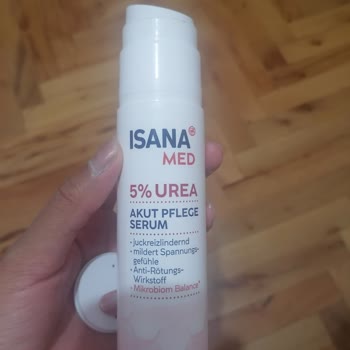 ISANA
MED
5% UREA
AKUT PFLEGE
SERUM
- juckreizlindernd
- mildert Spannungs-
gefühle
- Anti-Rötungs-
Wirkstoff
- Mikrobiom Balance*